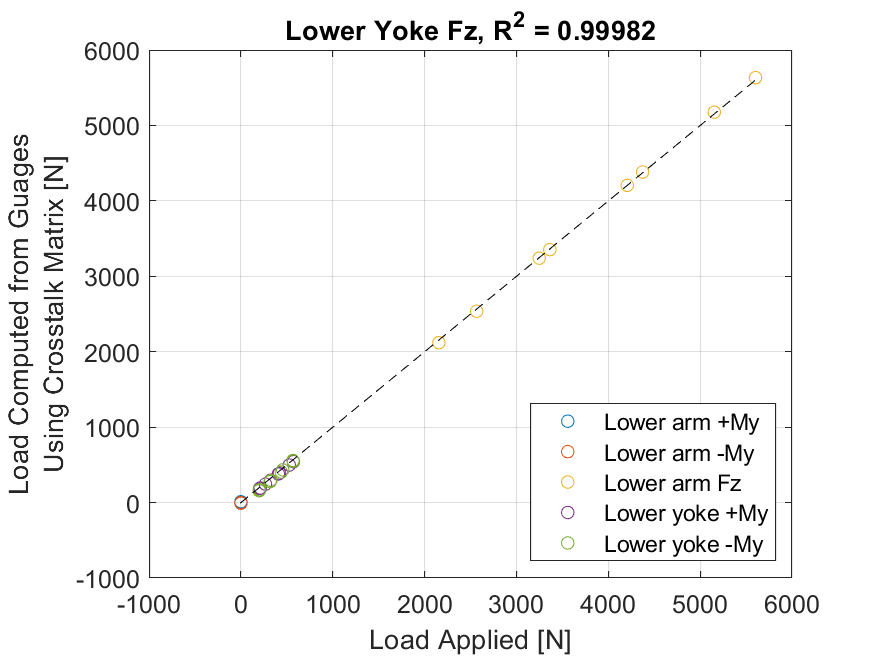 Lower Yoke Fz, R2 = 0.99982
Load Computed from Guages
Using Crosstalk Matrix [N]
6000
5000
4000
3000
2000
1000
0
-1000
-1000 0 1000 2000 3000 4000 5000 6000
Load Applied [N]
Lower arm +My
Lower arm -My
Lower arm Fz
Lower yoke +My
Lower yoke -My